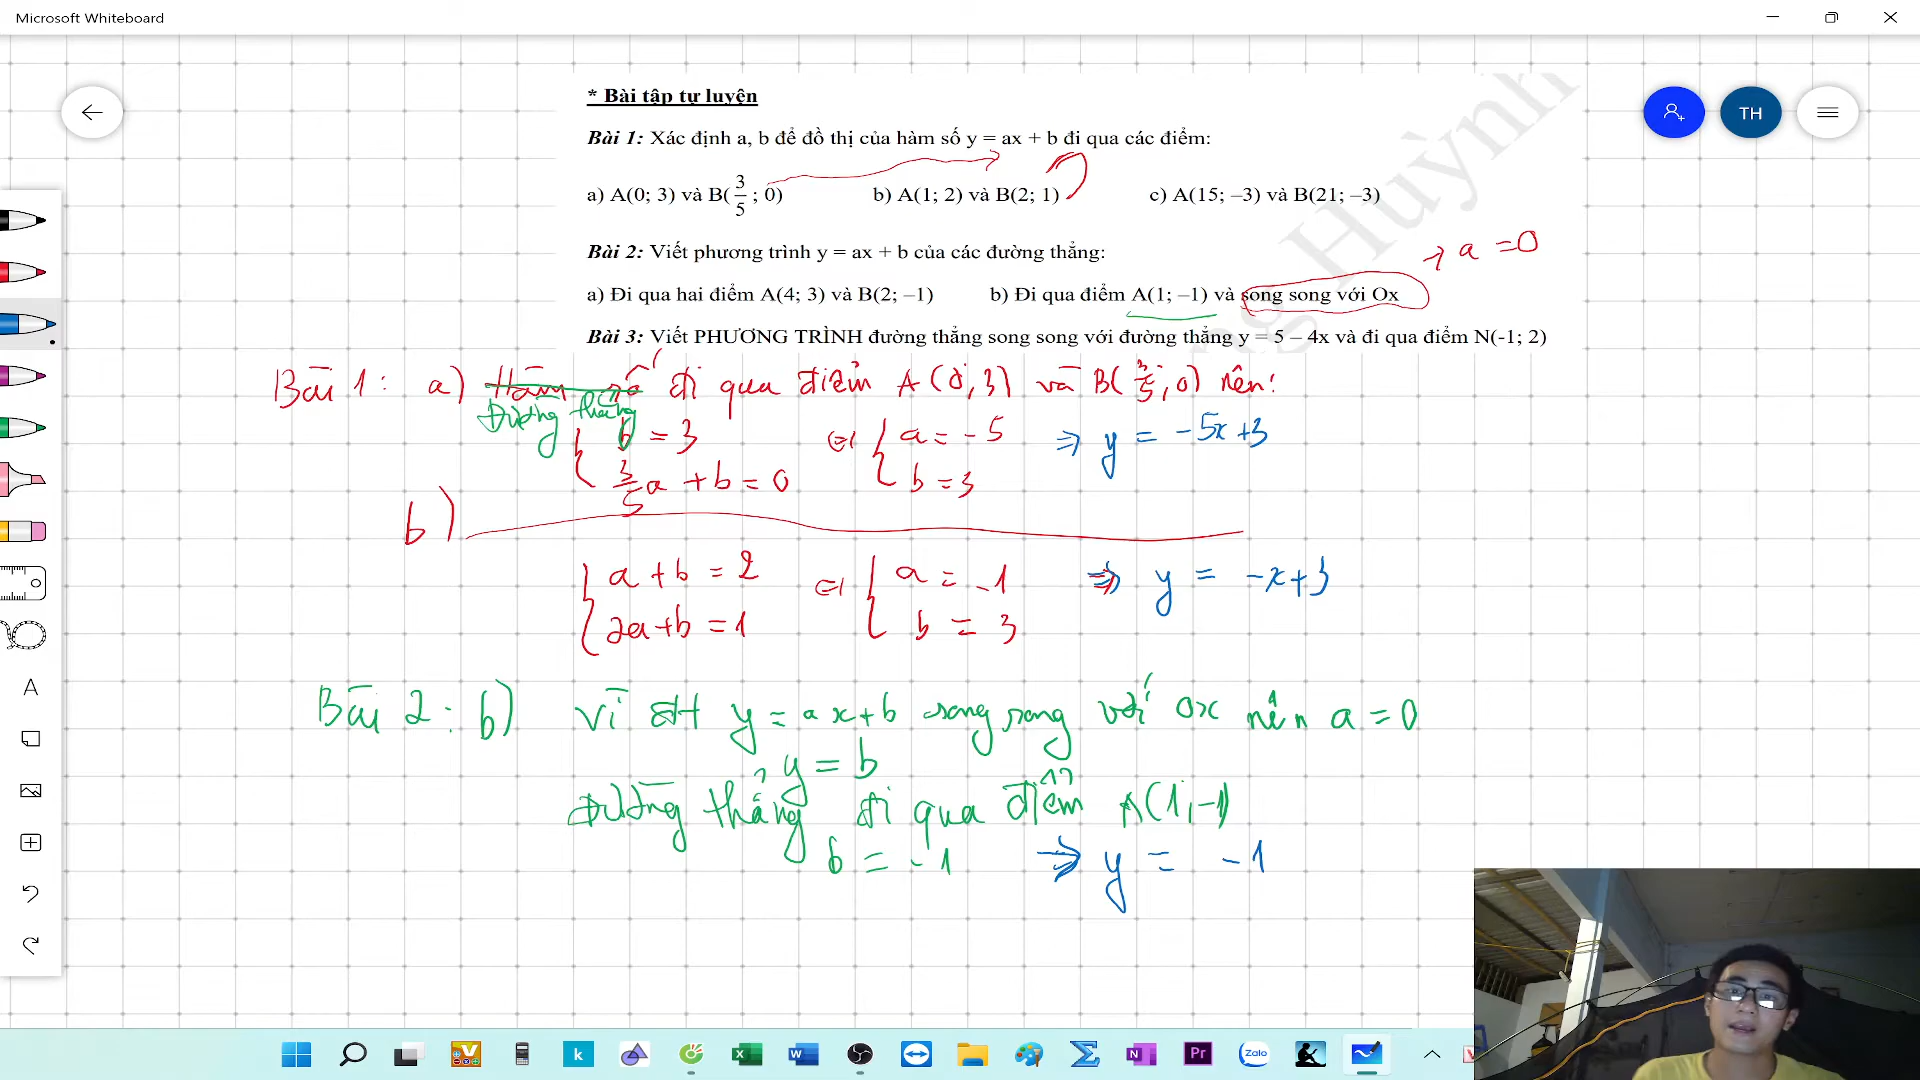 Microsoft Whiteboard
* Bài tập tự luyện
Bài 1: Xác định a, b để đồ thị của hàm số y = ax + b đi qua các điểm:
a) A(0; 3) và B(3/5; 0) b) A(1; 2) và B(2; 1) c) A(15; –3) và B(21; –3)
Bài 2: Viết phương trình y = ax + b của các đường thẳng:
→ a = 0
a) Đi qua hai điểm A(4; 3) và B(2; –1) b) Đi qua điểm A(1; –1) và song song với Ox
Bài 3: Viết PHƯƠNG TRÌNH đường thẳng song song với đường thẳng y = 5 – 4x và đi qua điểm N(-1; 2)
Huỳnh
TH
Bài 1: a) Hàm số đi qua điểm A(0;3) và B(3/5;0) nên:
Đường thẳng
{ b = 3 ⇔ { a = -5 ⇒ y = -5x+3
3/5a + b = 0 b = 3
b)
{ a + b = 2 ⇔ { a = -1 ⇒ y = -x+3
2a+b = 1 b = 3
Bài 2: b) Vì đt y = ax+b song song với Ox nên a = 0
y = b
Đường thẳng đi qua điểm A(1;-1)
b = -1 ⇒ y = -1
A
Zalo